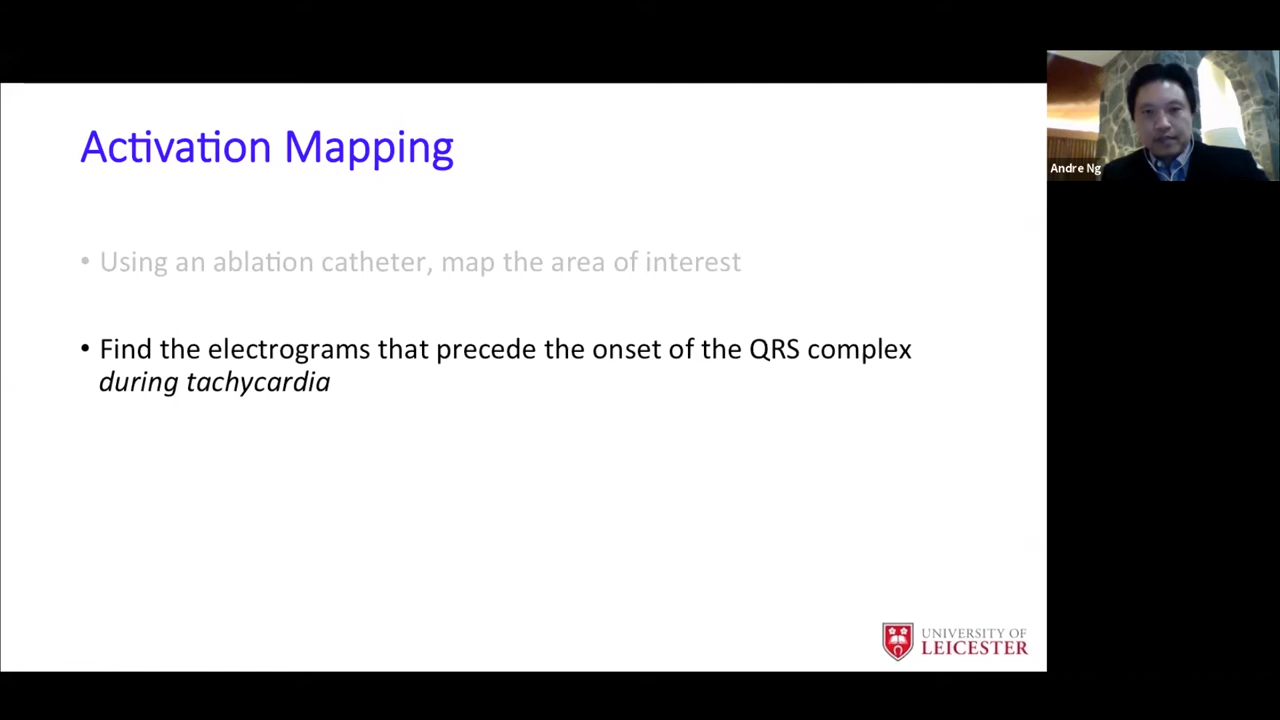 Activation Mapping
• Using an ablation catheter, map the area of interest
• Find the electrograms that precede the onset of the QRS complex
during tachycardia
Andre Ng
UNIVERSITY OF
LEICESTER